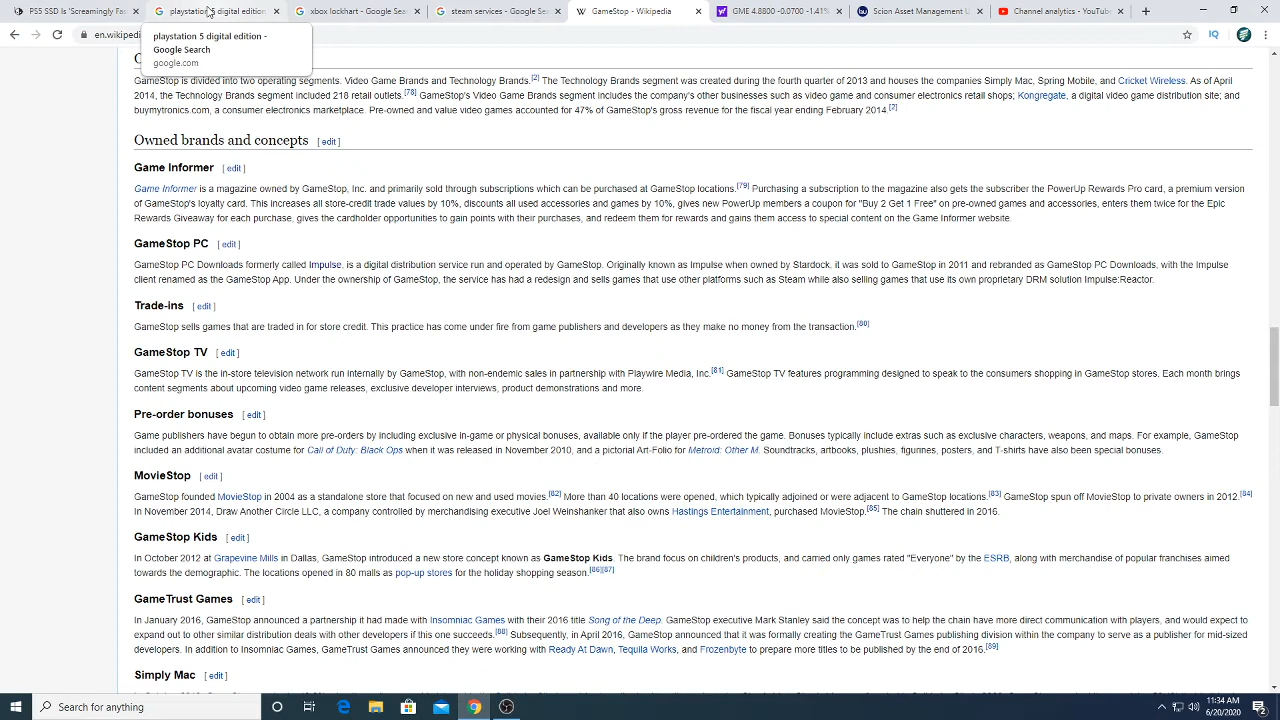 PS5 SSD Is 'Screamingly Fas
playstation 5 digital edition
xbox lockhart - Google Sea
steam services - Google Sea
GameStop - Wikipedia
GME 4.8800 -0.0700 -1.41%
Scion Asset Management L
Channel analytics - YouTub
en.wikipedi
playstation 5 digital edition -
Google Search
google.com
GameStop is divided into two operating segments: Video Game Brands and Technology Brands.[2] The Technology Brands segment was created during the fourth quarter of 2013 and houses the companies Simply Mac, Spring Mobile, and Cricket Wireless. As of April
2014, the Technology Brands segment included 218 retail outlets.[78] GameStop's Video Game Brands segment includes the company's other businesses such as video game and consumer electronics retail shops; Kongregate, a digital video game distribution site; and
buymytronics.com, a consumer electronics marketplace. Pre-owned and value video games accounted for 47% of GameStop's gross revenue for the fiscal year ending February 2014.[2]
Owned brands and concepts [ edit ]
Game Informer [ edit ]
Game Informer is a magazine owned by GameStop, Inc. and primarily sold through subscriptions which can be purchased at GameStop locations.[79] Purchasing a subscription to the magazine also gets the subscriber the PowerUp Rewards Pro card, a premium version
of GameStop's loyalty card. This increases all store-credit trade values by 10%, discounts all used accessories and games by 10%, gives new PowerUp members a coupon for "Buy 2 Get 1 Free" on pre-owned games and accessories, enters them twice for the Epic
Rewards Giveaway for each purchase, gives the cardholder opportunities to gain points with their purchases, and redeem them for rewards and gains them access to special content on the Game Informer website.
GameStop PC [ edit ]
GameStop PC Downloads formerly called Impulse, is a digital distribution service run and operated by GameStop. Originally known as Impulse when owned by Stardock, it was sold to GameStop in 2011 and rebranded as GameStop PC Downloads, with the Impulse
client renamed as the GameStop App. Under the ownership of GameStop, the service has had a redesign and sells games that use other platforms such as Steam while also selling games that use its own proprietary DRM solution Impulse:Reactor.
Trade-ins [ edit ]
GameStop sells games that are traded in for store credit. This practice has come under fire from game publishers and developers as they make no money from the transaction.[80]
GameStop TV [ edit ]
GameStop TV is the in-store television network run internally by GameStop, with non-endemic sales in partnership with Playwire Media, Inc.[81] GameStop TV features programming designed to speak to the consumers shopping in GameStop stores. Each month brings
content segments about upcoming video game releases, exclusive developer interviews, product demonstrations and more.
Pre-order bonuses [ edit ]
Game publishers have begun to obtain more pre-orders by including exclusive in-game or physical bonuses, available only if the player pre-ordered the game. Bonuses typically include extras such as exclusive characters, weapons, and maps. For example, GameStop
included an additional avatar costume for Call of Duty: Black Ops when it was released in November 2010, and a pictorial Art-Folio for Metroid: Other M. Soundtracks, artbooks, plushies, figurines, posters, and T-shirts have also been special bonuses.
MovieStop [ edit ]
GameStop founded MovieStop in 2004 as a standalone store that focused on new and used movies.[82] More than 40 locations were opened, which typically adjoined or were adjacent to GameStop locations.[83] GameStop spun off MovieStop to private owners in 2012.[84]
In November 2014, Draw Another Circle LLC, a company controlled by merchandising executive Joel Weinshanker that also owns Hastings Entertainment, purchased MovieStop.[85] The chain shuttered in 2016.
GameStop Kids [ edit ]
In October 2012 at Grapevine Mills in Dallas, GameStop introduced a new store concept known as GameStop Kids. The brand focus on children's products, and carried only games rated "Everyone" by the ESRB, along with merchandise of popular franchises aimed
towards the demographic. The locations opened in 80 malls as pop-up stores for the holiday shopping season.[86][87]
GameTrust Games [ edit ]
In January 2016, GameStop announced a partnership it had made with Insomniac Games with their 2016 title Song of the Deep. GameStop executive Mark Stanley said the concept was to help the chain have more direct communication with players, and would expect to
expand out to other similar distribution deals with other developers if this one succeeds.[88] Subsequently, in April 2016, GameStop announced that it was formally creating the GameTrust Games publishing division within the company to serve as a publisher for mid-sized
developers. In addition to Insomniac Games, GameTrust Games announced they were working with Ready At Dawn, Tequila Works, and Frozenbyte to prepare more titles to be published by the end of 2016.[89]
Simply Mac [ edit ]
Search for anything
11:34 AM
6/20/2020
2